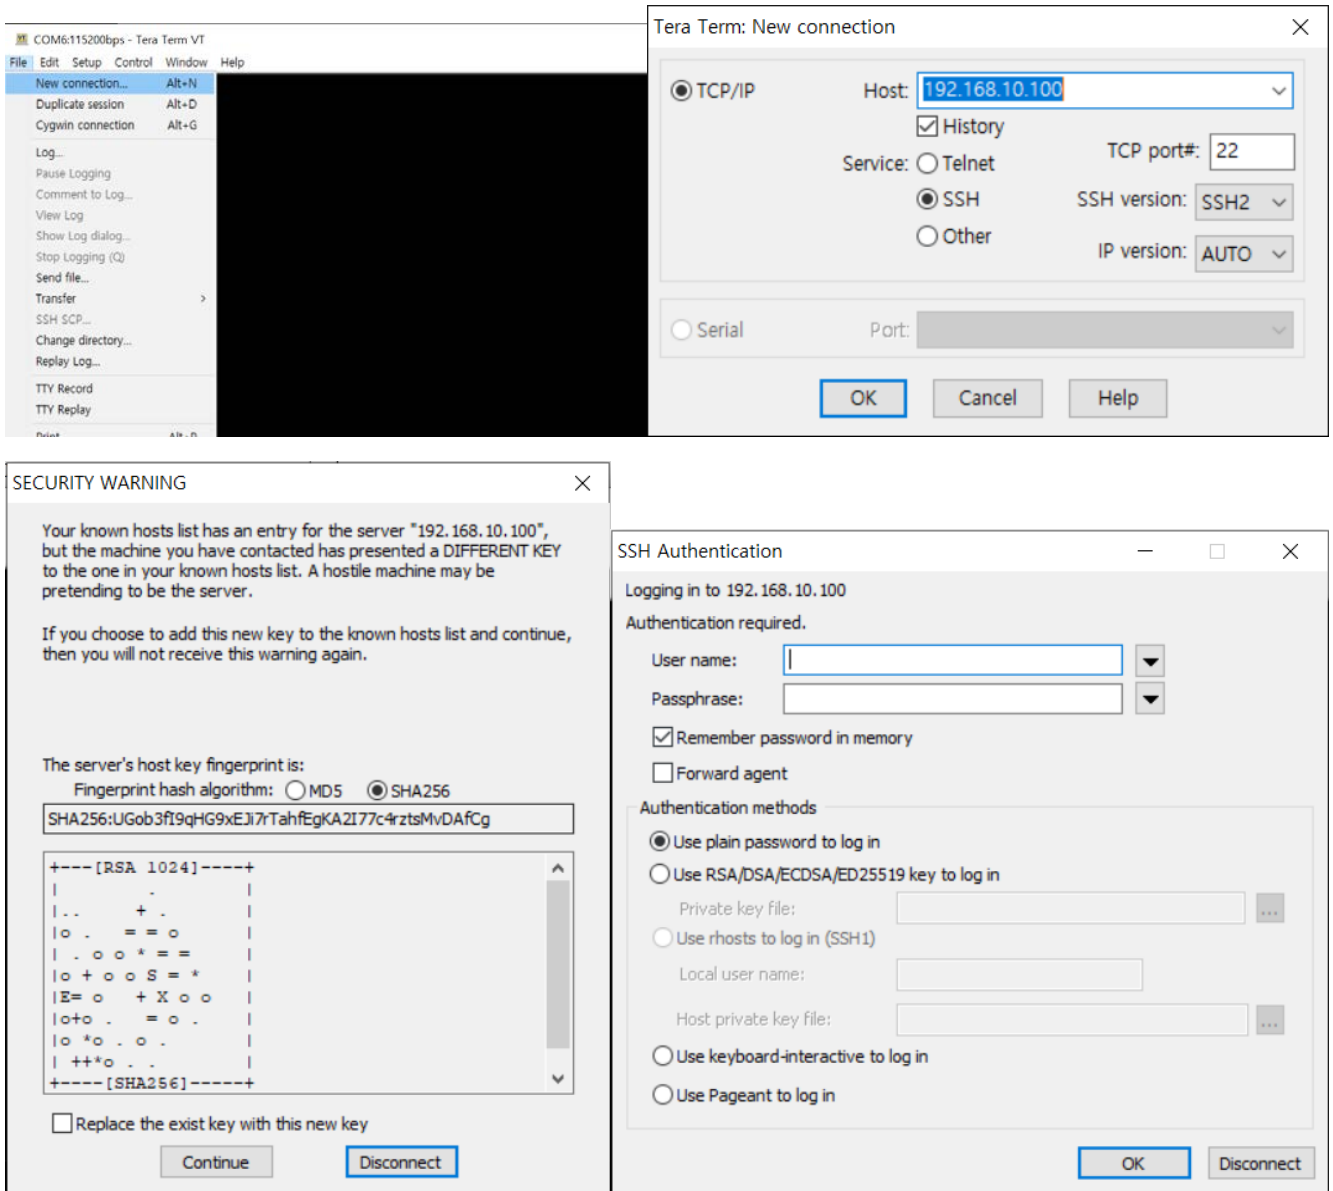 COM6:115200bps - Tera Term VT
File Edit Setup Control Window Help
New connection... Alt+N
Duplicate session Alt+D
Cygwin connection Alt+G
Log...
Pause Logging
Comment to Log...
View Log
Show Log dialog...
Stop Logging (Q)
Send file...
Transfer >
SSH SCP...
Change directory...
Replay Log...
TTY Record
TTY Replay
Print Alt+P
Tera Term: New connection
TCP/IP Host: 192.168.10.100
History
Service: Telnet TCP port#: 22
SSH SSH version: SSH2
Other IP version: AUTO
Serial Port:
OK Cancel Help
SECURITY WARNING
Your known hosts list has an entry for the server "192.168.10.100",
but the machine you have contacted has presented a DIFFERENT KEY
to the one in your known hosts list. A hostile machine may be
pretending to be the server.
If you choose to add this new key to the known hosts list and continue,
then you will not receive this warning again.
The server's host key fingerprint is:
Fingerprint hash algorithm: MD5 SHA256
SHA256:UGob3fI9qHG9xEJi7rTahfEgKA2I77c4rztsMvDAfCg
+---[RSA 1024]----+
|        .        |
|..     + .       |
|o .   = = o      |
| . o o * = =     |
|o + o o S = *    |
|E= o   + X o o   |
|o+o .   = o .    |
|o *o . o .       |
| ++*o . .        |
+----[SHA256]-----+
Replace the exist key with this new key
Continue Disconnect
SSH Authentication
Logging in to 192.168.10.100
Authentication required.
User name:
Passphrase:
Remember password in memory
Forward agent
Authentication methods
Use plain password to log in
Use RSA/DSA/ECDSA/ED25519 key to log in
Private key file: ...
Use rhosts to log in (SSH1)
Local user name:
Host private key file: ...
Use keyboard-interactive to log in
Use Pageant to log in
OK Disconnect